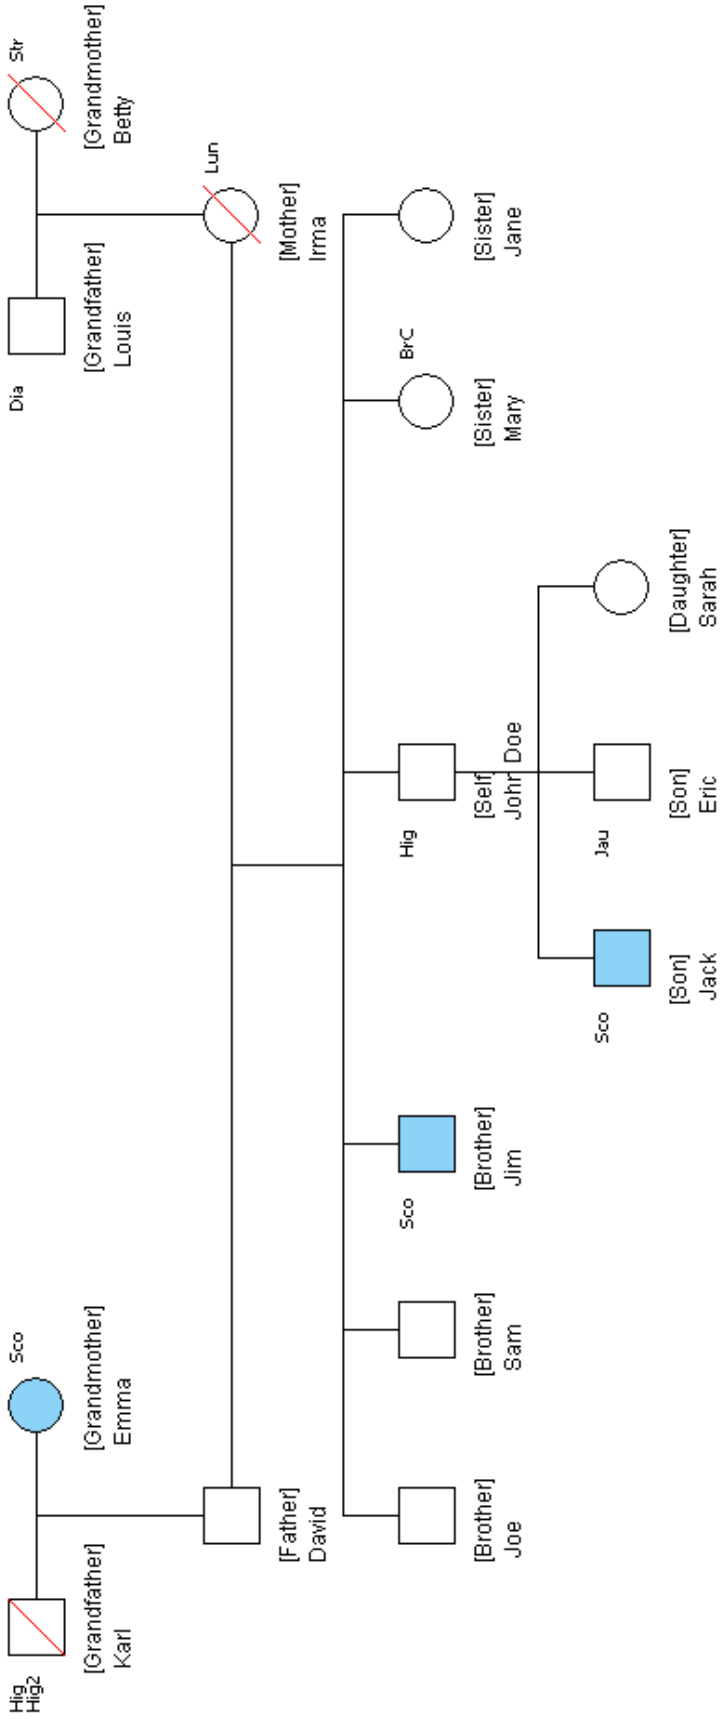 Hig
Hig2
[Grandfather]
Karl
Sco
[Grandmother]
Emma
Dia
[Grandfather]
Louis
Str
[Grandmother]
Betty
[Father]
David
Lun
[Mother]
Irma
[Brother]
Joe
[Brother]
Sam
Sco
[Brother]
Jim
Hig
[Self]
John Doe
BrC
[Sister]
Mary
[Sister]
Jane
Sco
[Son]
Jack
Jau
[Son]
Eric
[Daughter]
Sarah